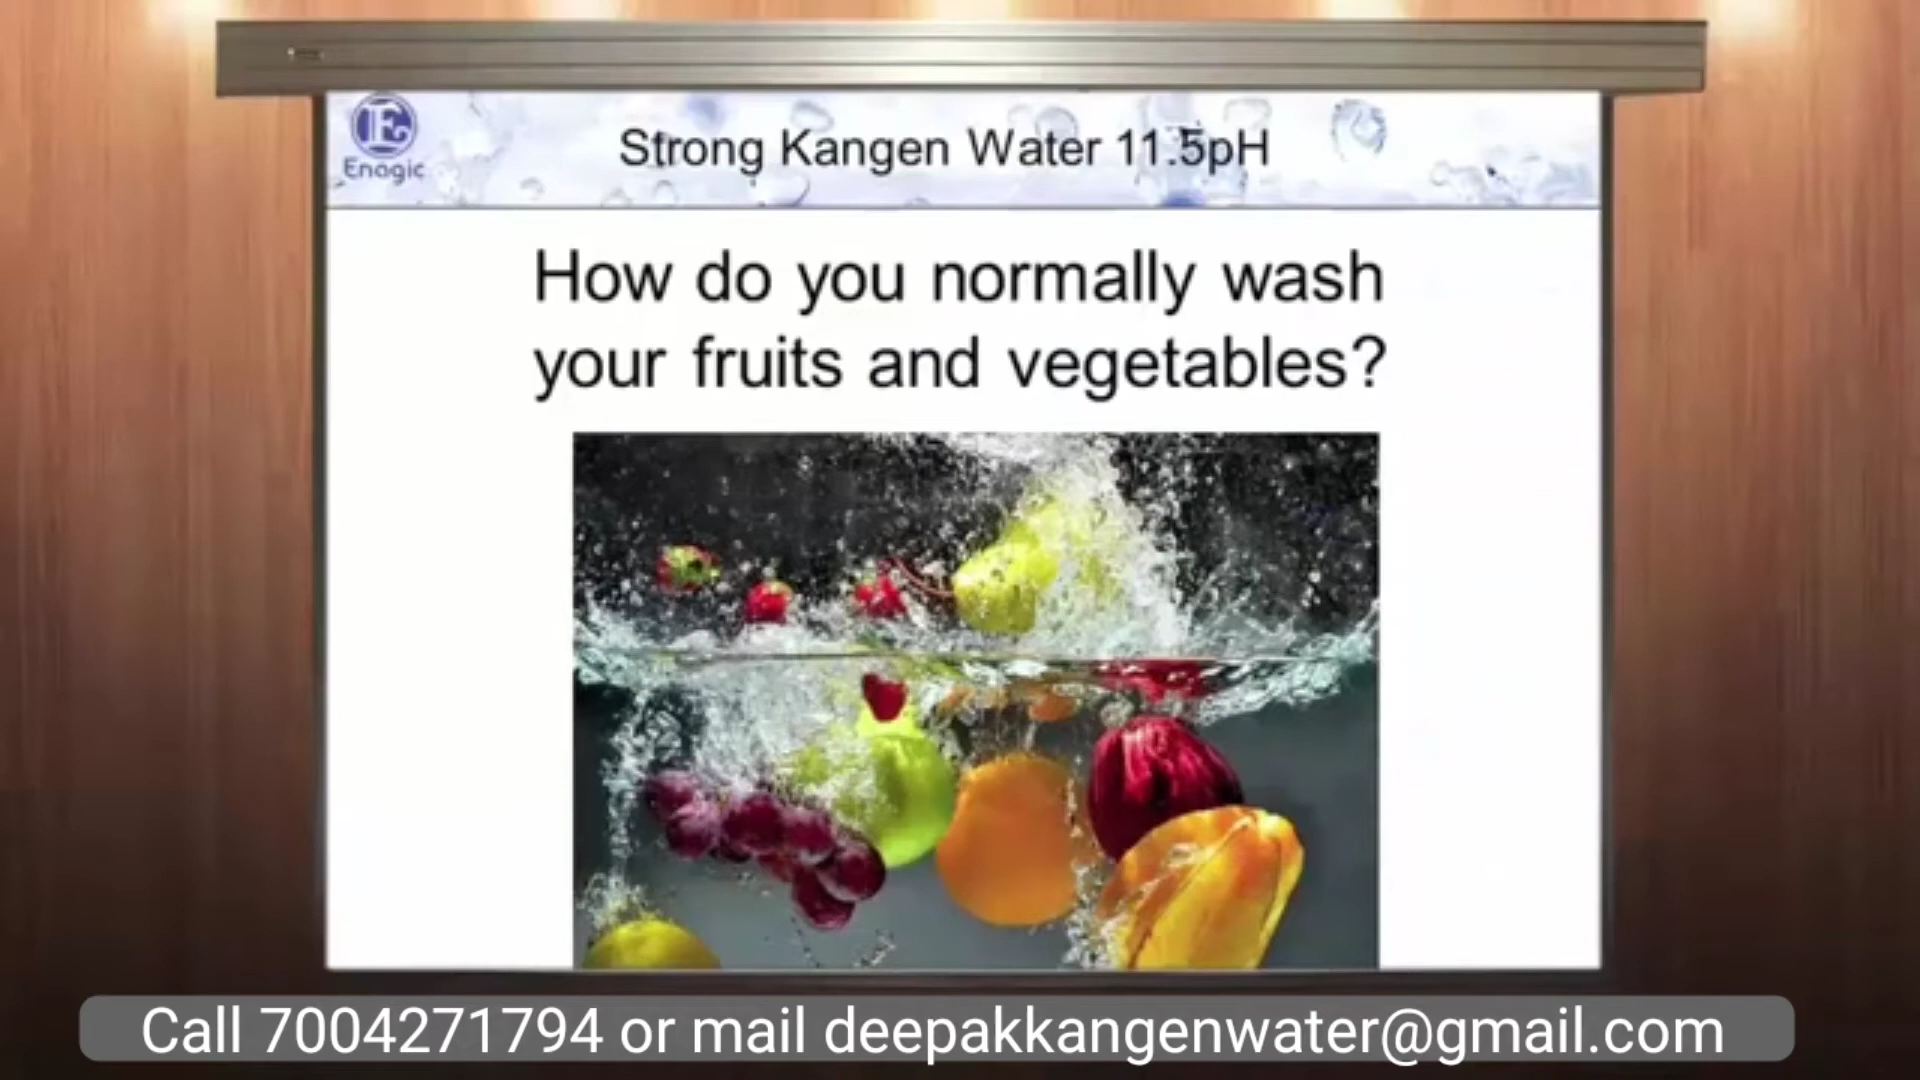 Enagic
Strong Kangen Water 11.5pH
How do you normally wash
your fruits and vegetables?
Call 7004271794 or mail deepakkangenwater@gmail.com